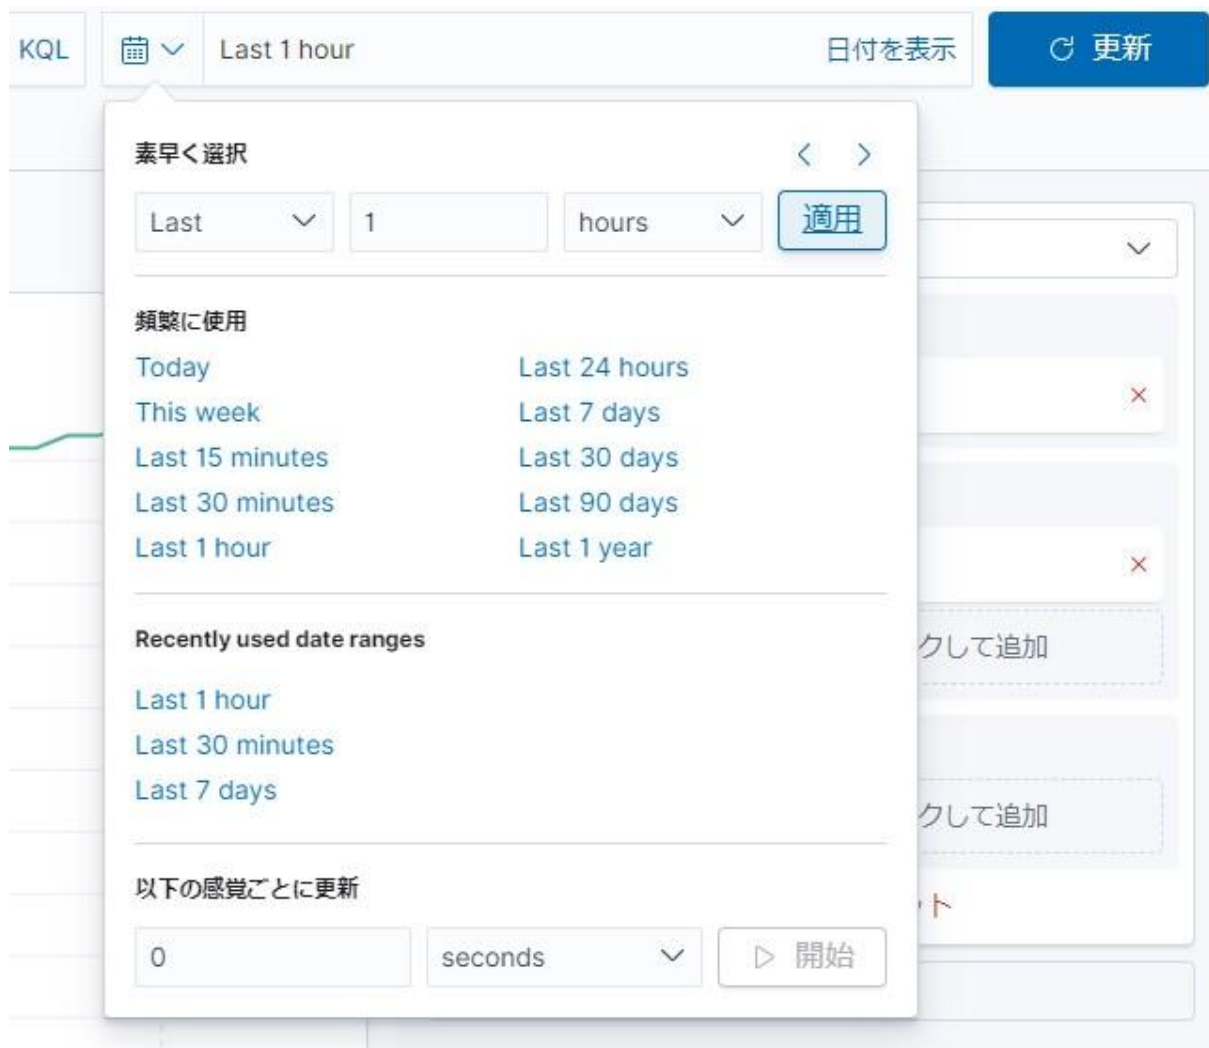 KQL
Last 1 hour
日付を表示
更新
素早く選択
Last
1
hours
適用
頻繁に使用
Today
Last 24 hours
This week
Last 7 days
Last 15 minutes
Last 30 days
Last 30 minutes
Last 90 days
Last 1 hour
Last 1 year
Recently used date ranges
Last 1 hour
Last 30 minutes
Last 7 days
クして追加
クして追加
以下の感覚ごとに更新
ット
0
seconds
開始